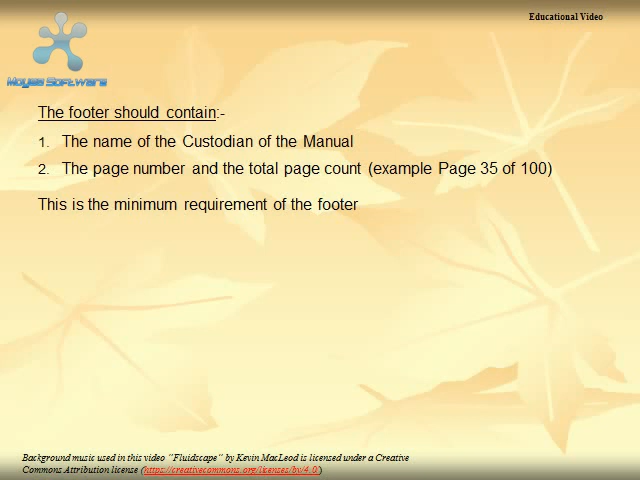 Educational Video
Moyea Software
The footer should contain:-
1. The name of the Custodian of the Manual
2. The page number and the total page count (example Page 35 of 100)
This is the minimum requirement of the footer
Background music used in this video "Fluidscape" by Kevin MacLeod is licensed under a Creative
Commons Attribution license (https://creativecommons.org/licenses/by/4.0/)